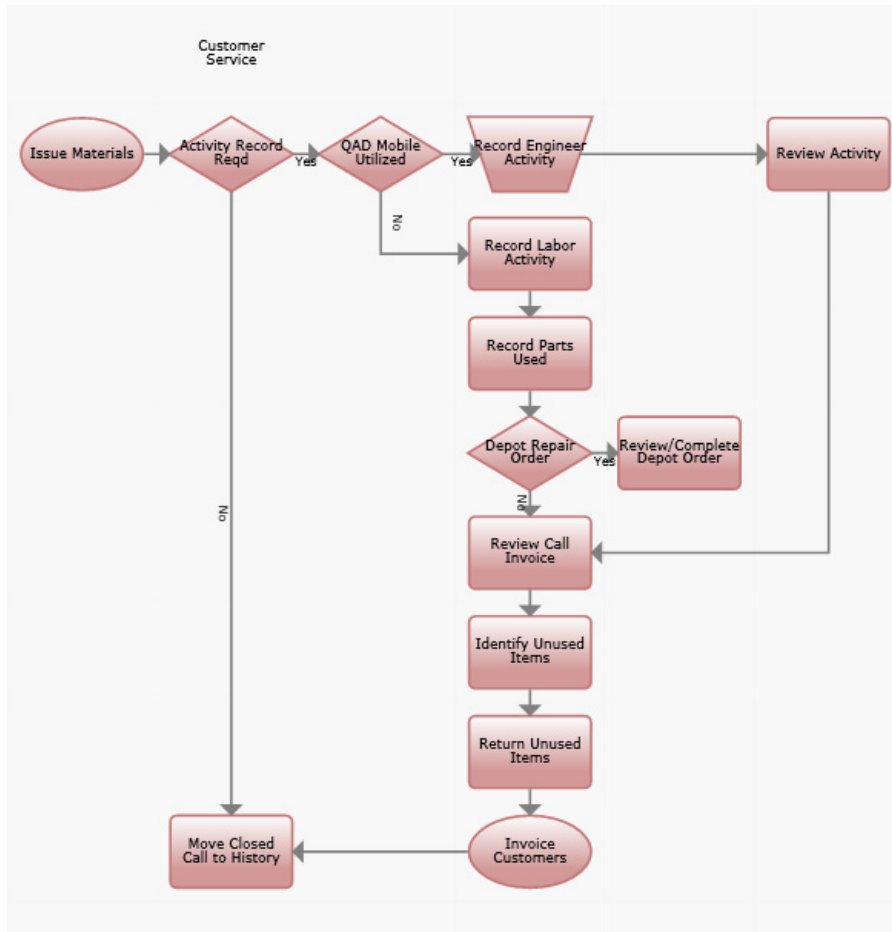 Customer
Service
Issue Materials
Activity Record
Reqd
Yes
QAD Mobile
Utilized
Yes
Record Engineer
Activity
Review Activity
No
Record Labor
Activity
Record Parts
Used
Depot Repair
Order
Yes
Review/Complete
Depot Order
No
No
Review Call
Invoice
Identify Unused
Items
Return Unused
Items
Move Closed
Call to History
Invoice
Customers